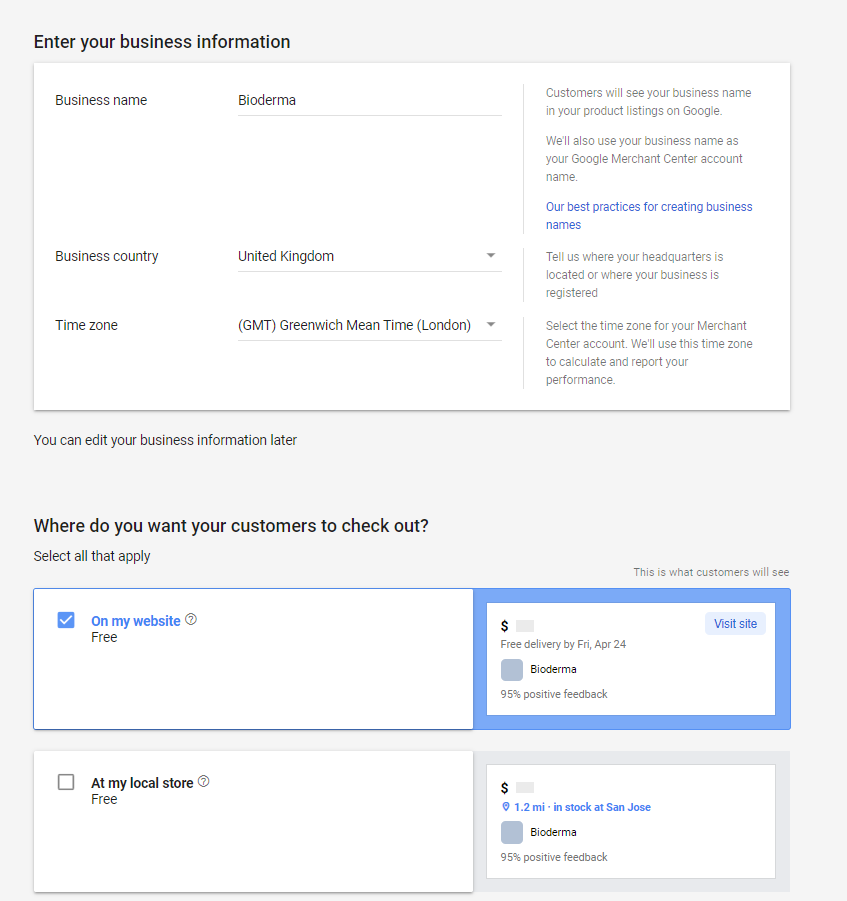 Enter your business information
Business name
Bioderma
Customers will see your business name
in your product listings on Google.
We'll also use your business name as
your Google Merchant Center account
name.
Our best practices for creating business
names
Business country
United Kingdom
Tell us where your headquarters is
located or where your business is
registered
Time zone
(GMT) Greenwich Mean Time (London)
Select the time zone for your Merchant
Center account. We'll use this time zone
to calculate and report your
performance.
You can edit your business information later
Where do you want your customers to check out?
Select all that apply
This is what customers will see
On my website ?
Free
$
Visit site
Free delivery by Fri, Apr 24
Bioderma
95% positive feedback
At my local store ?
Free
$
1.2 mi · in stock at San Jose
Bioderma
95% positive feedback